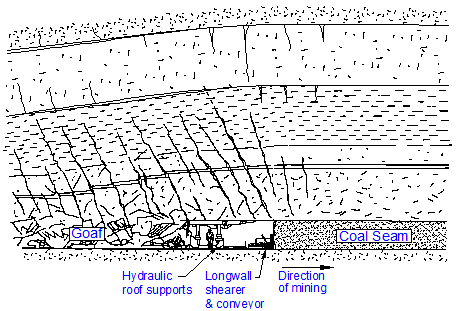 Goaf
Coal Seam
Hydraulic
roof supports
Longwall
shearer
& conveyor
Direction
of mining